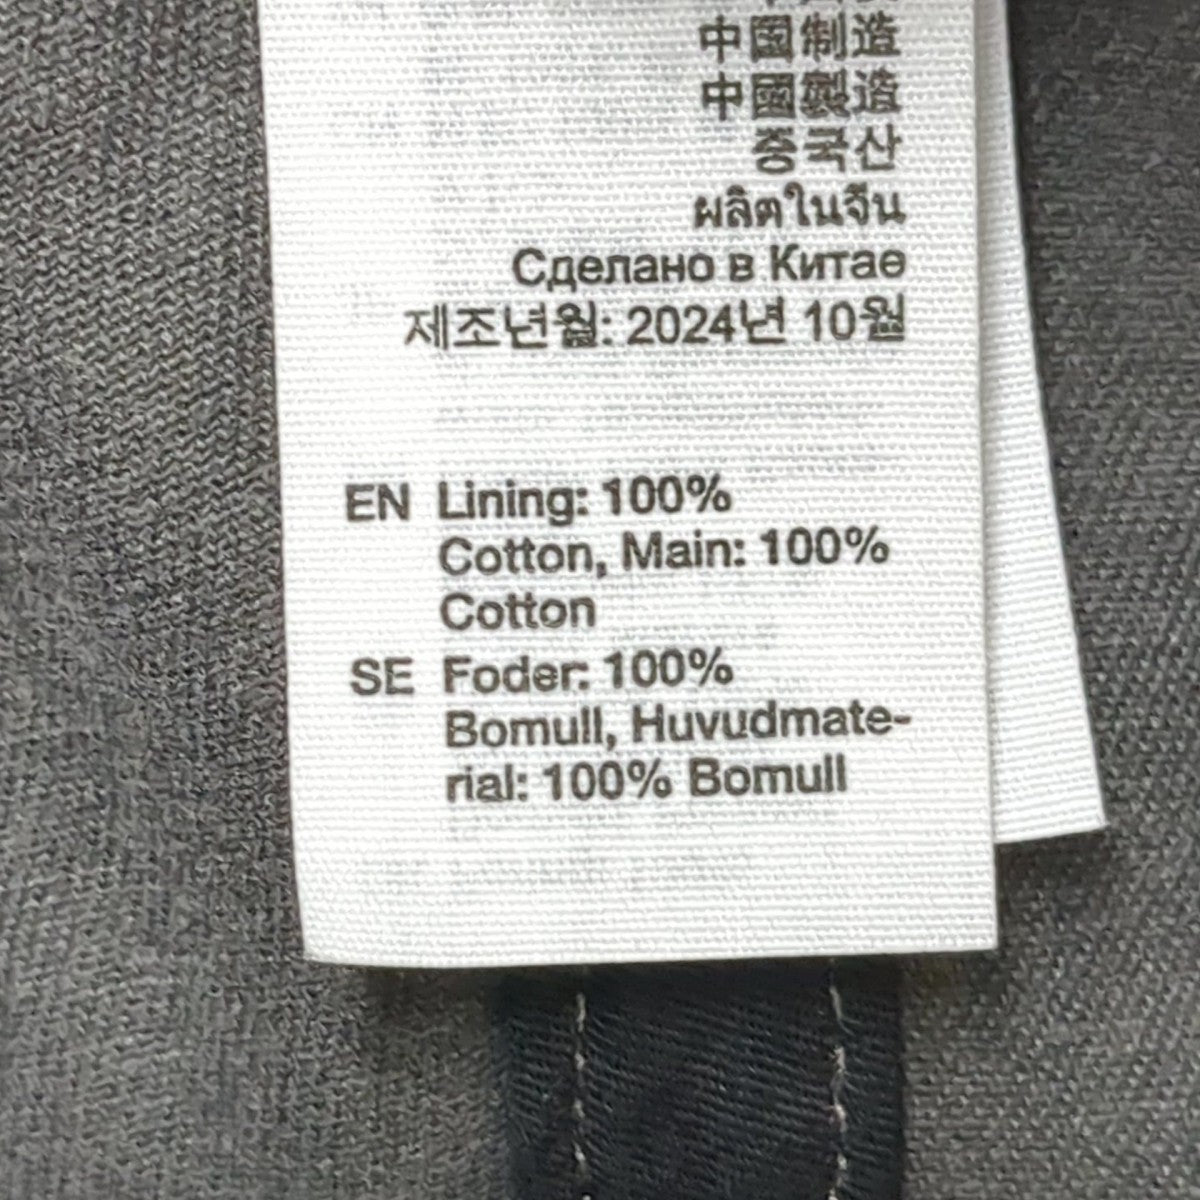 中国制造
中國製造
중국산
ผลิตในจีน
Сделано в Китае
제조년월: 2024년 10월
EN Lining: 100%
Cotton, Main: 100%
Cotton
SE Foder: 100%
Bomull, Huvudmate-
rial: 100% Bomull